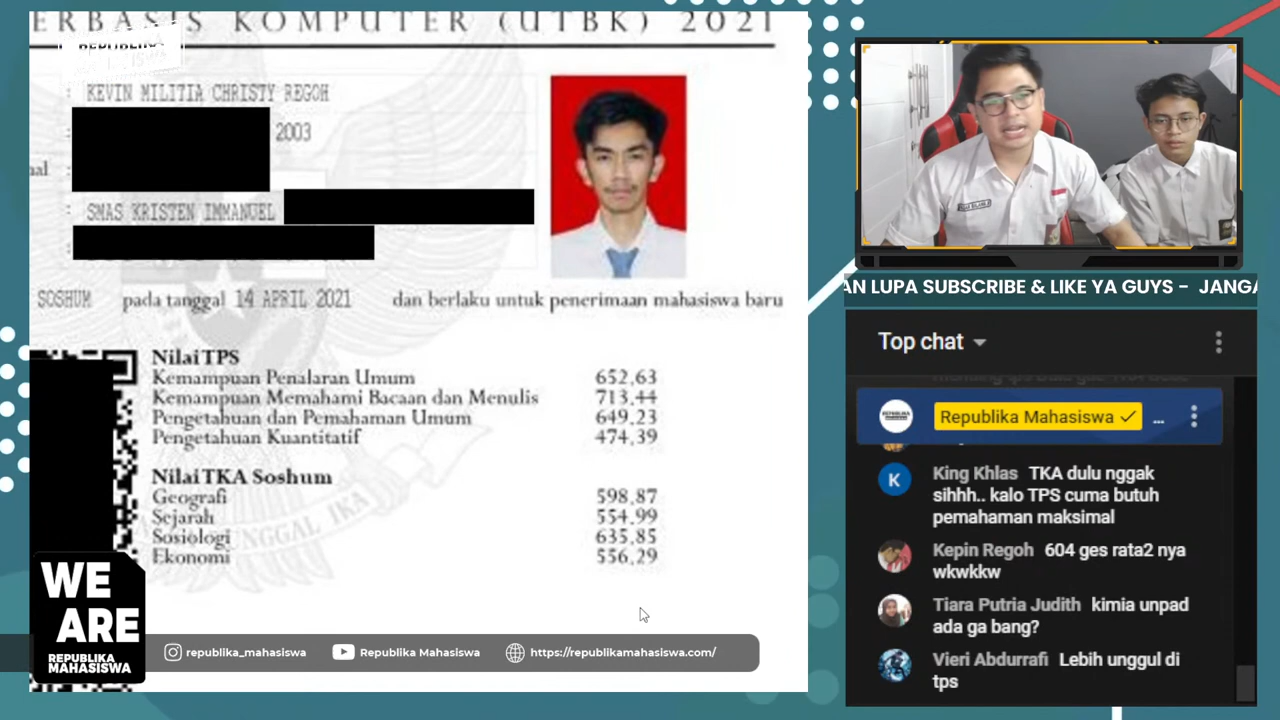 ERBASIS KOMPUTER (UTBK) 2021
REPUBLIKA
: KEVIN MILITIA CHRISTY REGOH
: 2003
nal :
: SMAS KRISTEN IMMANUEL
:
SOSHUM pada tanggal 14 APRIL 2021 dan berlaku untuk penerimaan mahasiswa baru
Nilai TPS
Kemampuan Penalaran Umum 652,63
Kemampuan Memahami Bacaan dan Menulis 713,44
Pengetahuan dan Pemahaman Umum 649,23
Pengetahuan Kuantitatif 474,39
Nilai TKA Soshum
Geografi 598,87
Sejarah 554,99
Sosiologi 635,85
Ekonomi 556,29
NGGAL IKA
WE
ARE
REPUBLIKA
MAHASISWA
republika_mahasiswa Republika Mahasiswa https://republikamahasiswa.com/
AN LUPA SUBSCRIBE & LIKE YA GUYS - JANGA
Top chat
Republika Mahasiswa ...
K
King Khlas TKA dulu nggak
sihhh.. kalo TPS cuma butuh
pemahaman maksimal
Kepin Regoh 604 ges rata2 nya
wkwkkw
Tiara Putria Judith kimia unpad
ada ga bang?
Vieri Abdurrafi Lebih unggul di
tps